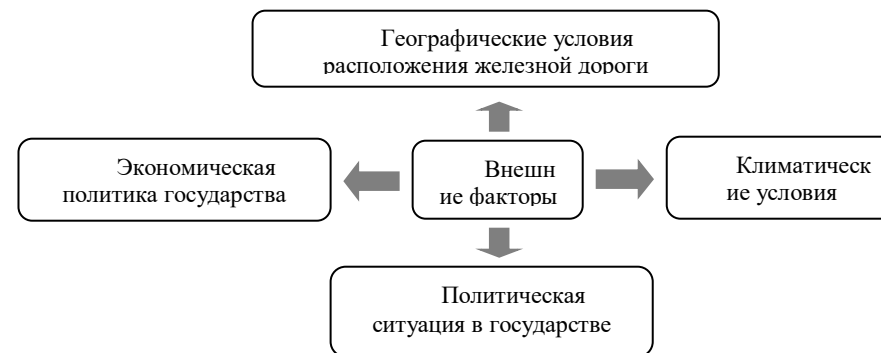 Географические условия
расположения железной дороги
Экономическая
политика государства
Внешн
ие факторы
Климатическ
ие условия
Политическая
ситуация в государстве